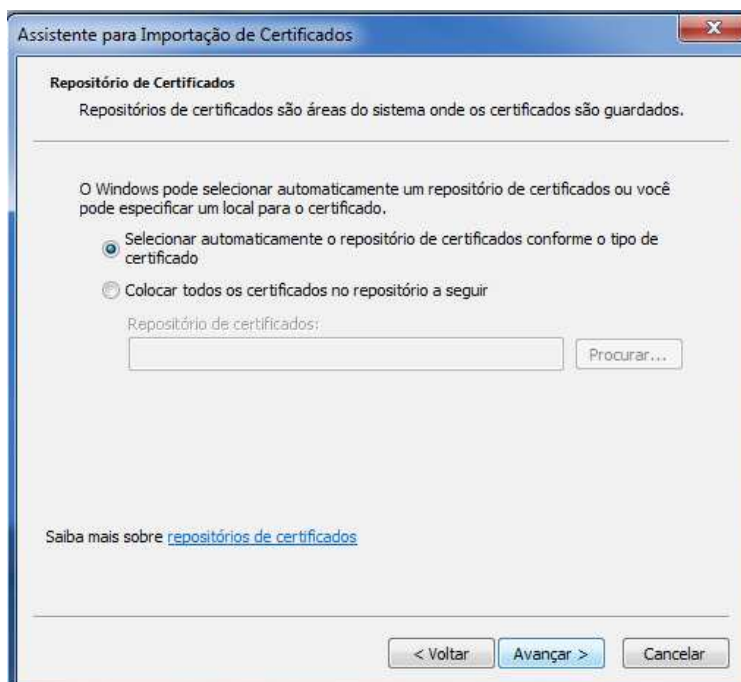 Assistente para Importação de Certificados
Repositório de Certificados
Repositórios de certificados são áreas do sistema onde os certificados são guardados.
O Windows pode selecionar automaticamente um repositório de certificados ou você
pode especificar um local para o certificado.
Selecionar automaticamente o repositório de certificados conforme o tipo de
certificado
Colocar todos os certificados no repositório a seguir
Repositório de certificados:
Procurar...
Saiba mais sobre repositórios de certificados
< Voltar
Avançar >
Cancelar